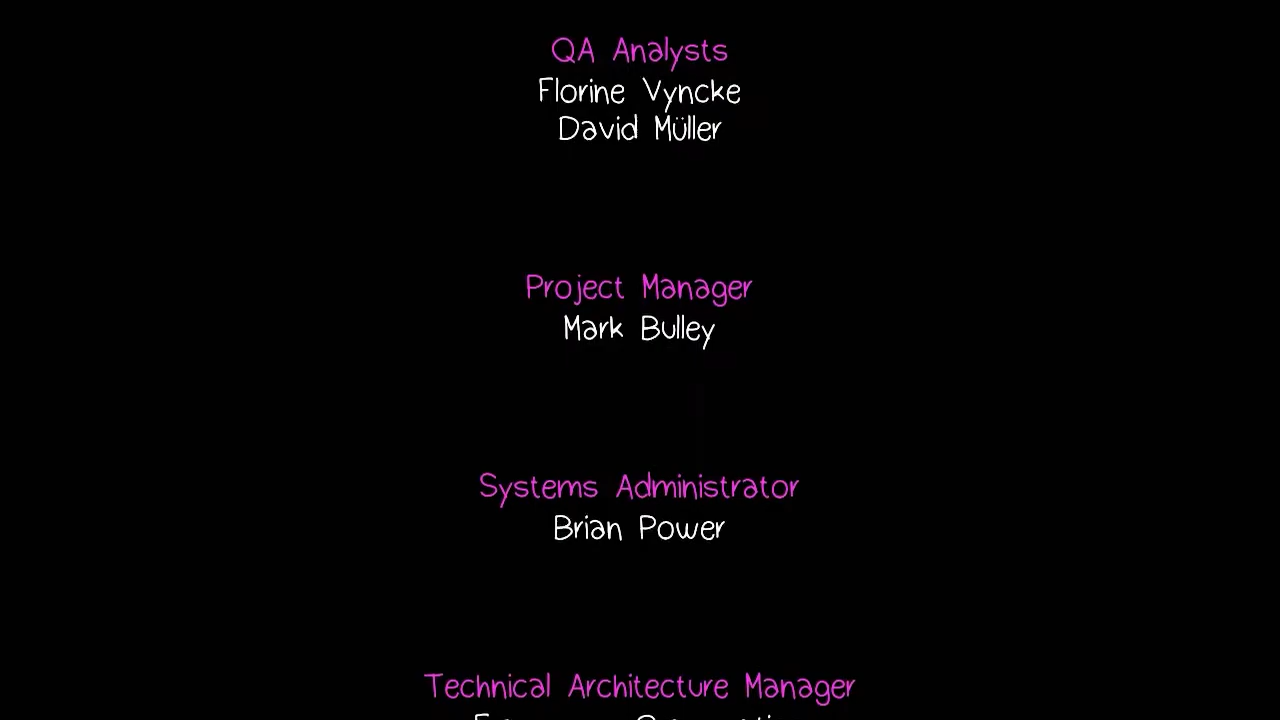 QA Analysts
Florine Vyncke
David Müller
Project Manager
Mark Bulley
Systems Administrator
Brian Power
Technical Architecture Manager